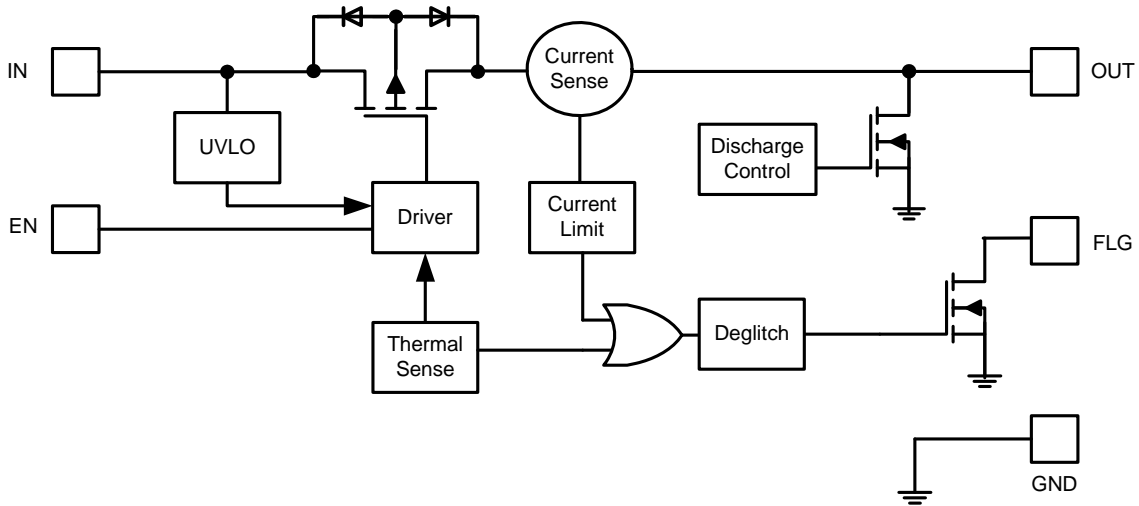 IN
Current
Sense
OUT
UVLO
Discharge
Control
EN
Driver
Current
Limit
FLG
Thermal
Sense
Deglitch
GND